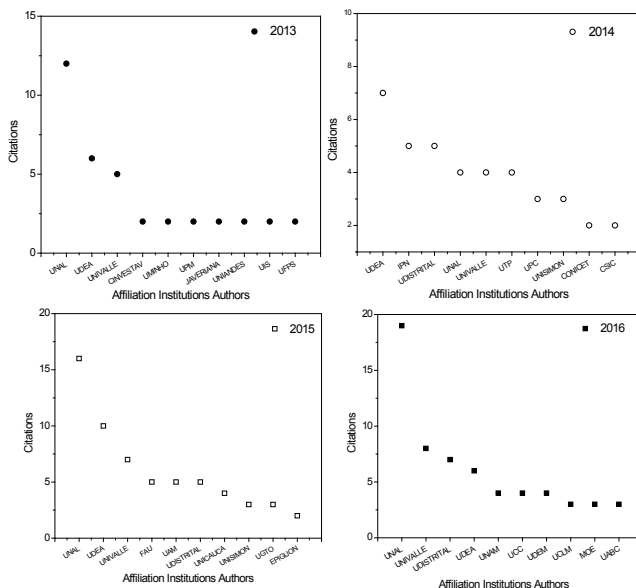 2013
15
10
5
0
Citations
UNAL
UDEA
UNIVALLE
CINVESTAV
UMINHO
UPM
JAVERIANA
UNIANDES
UIS
UFPS
Affiliation Institutions Authors
2014
10
8
6
4
2
Citations
UDEA
IPN
UDISTRITAL
UNAL
UNIVALLE
UTP
UPC
UNISIMON
CONICET
CSIC
Affiliation Institutions Authors
2015
20
15
10
5
0
Citations
UNAL
UDEA
UNIVALLE
FAU
UAM
UDISTRITAL
UNICAUCA
UNISIMON
UGTO
EPIGLION
Affiliation Institutions Authors
2016
20
15
10
5
0
Citations
UNAL
UNIVALLE
UDISTRITAL
UDEA
UNAM
UCC
UDEM
UCLM
MOE
UABC
Affiliation Institutions Authors